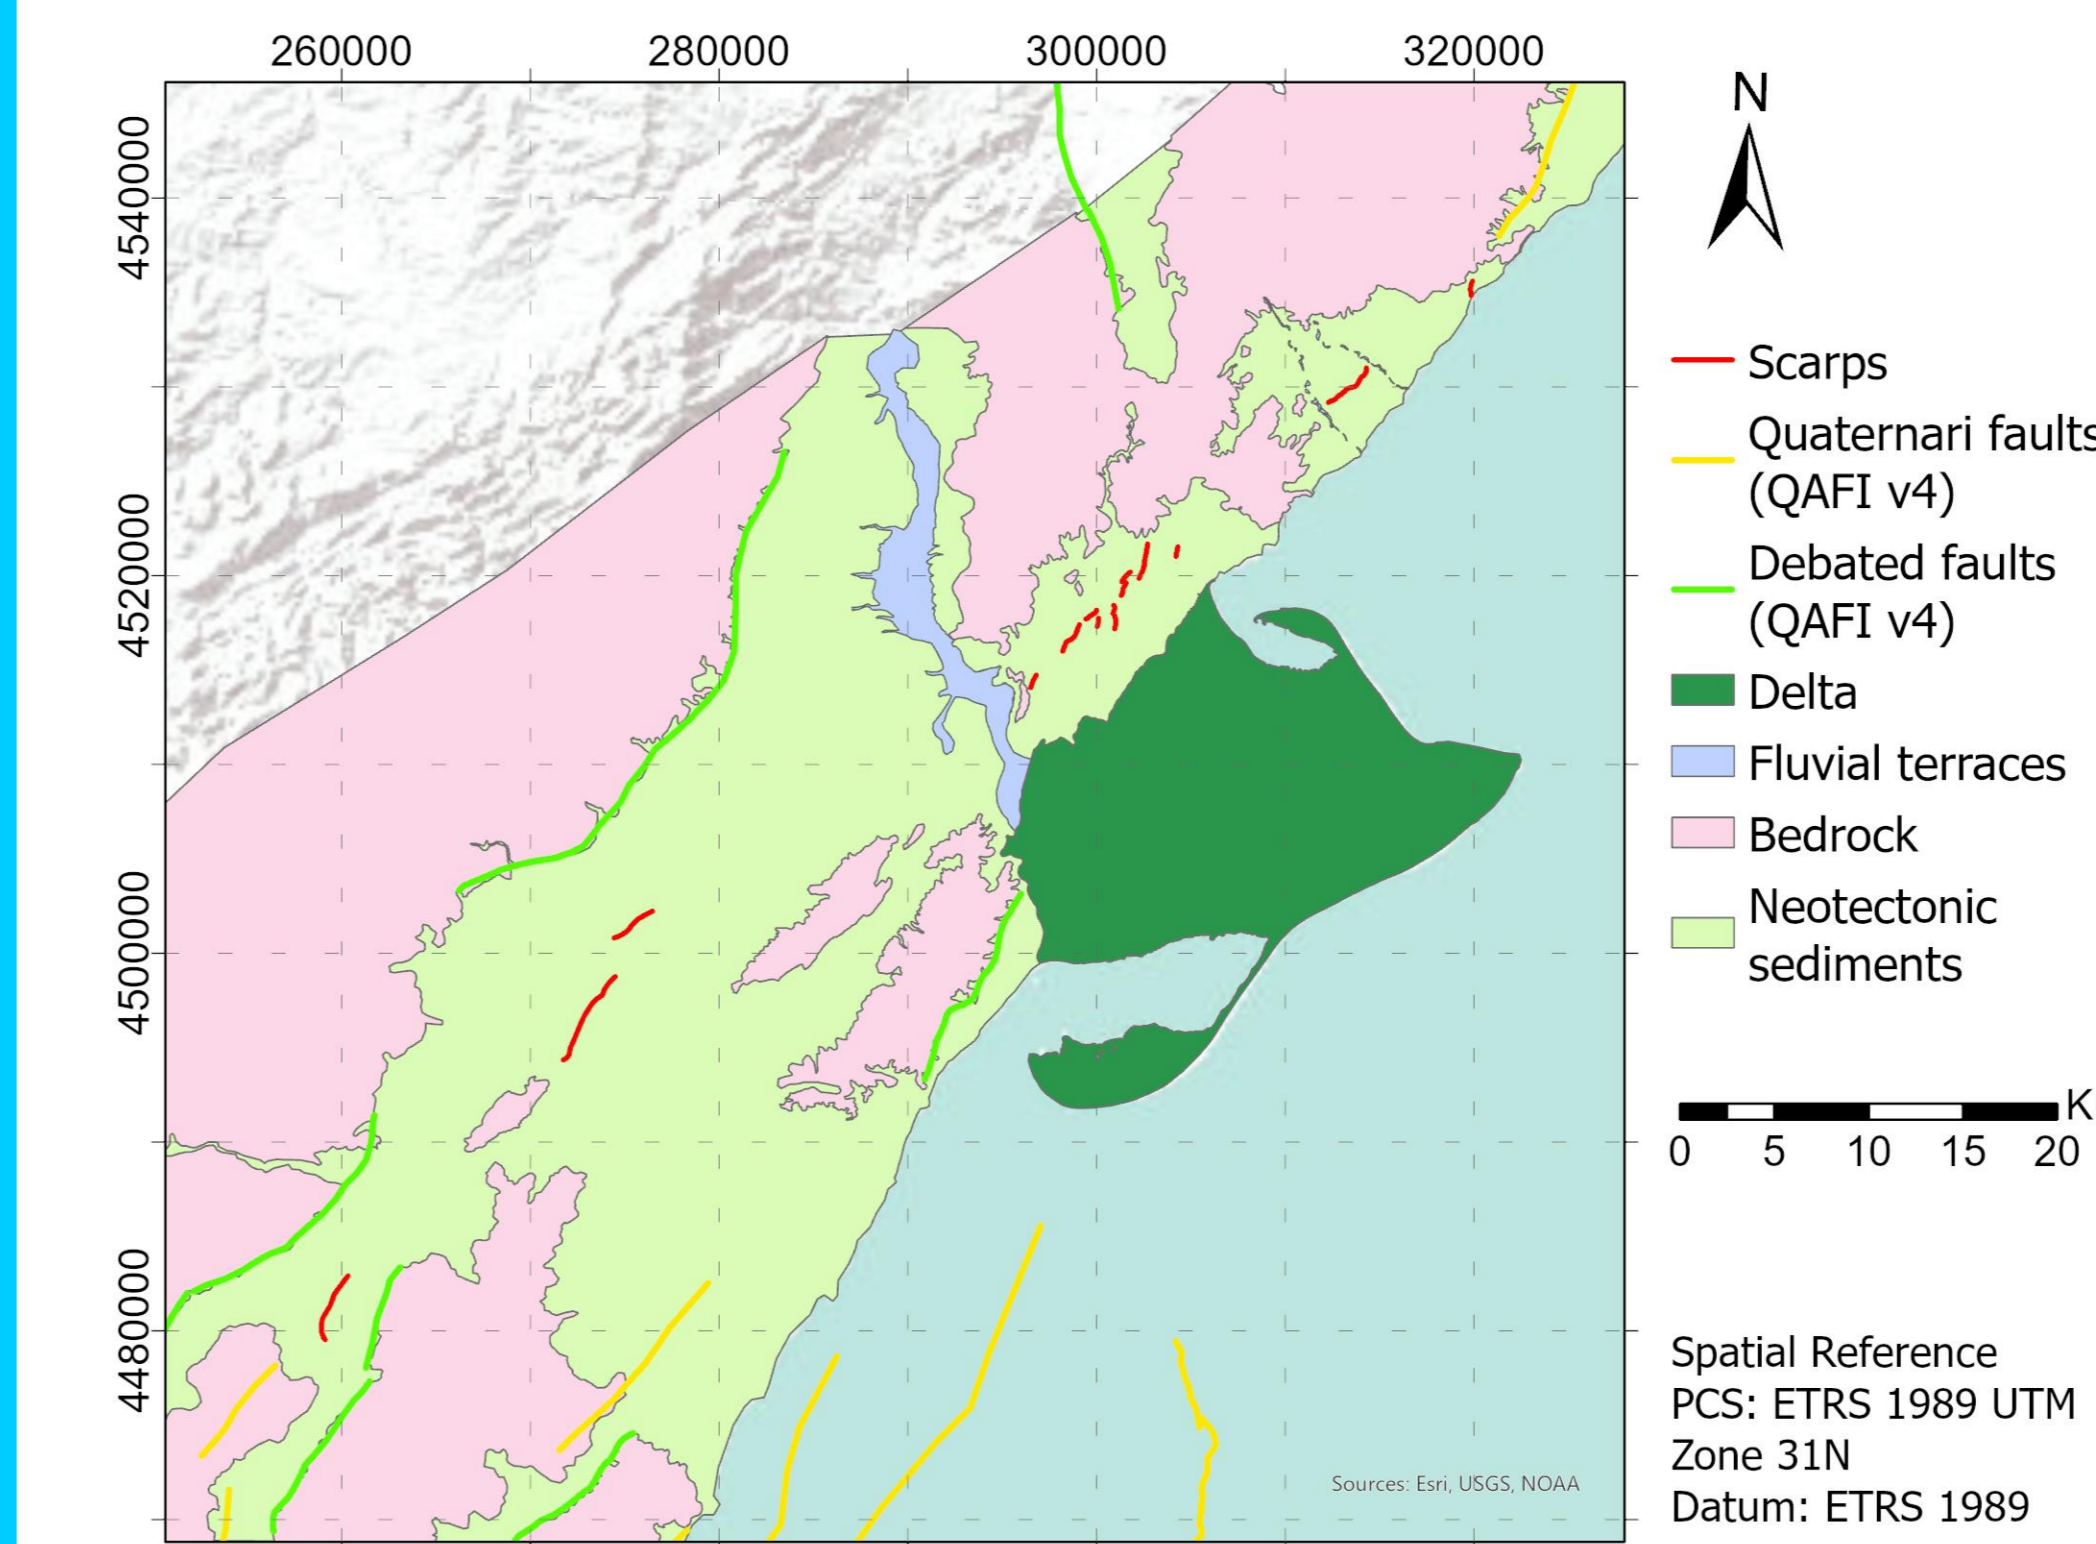 260000
280000
300000
320000
4540000
4520000
4500000
4480000
N
Scarps
Quaternari faults
(QAFI v4)
Debated faults
(QAFI v4)
Delta
Fluvial terraces
Bedrock
Neotectonic
sediments
K
0 5 10 15 20
Spatial Reference
PCS: ETRS 1989 UTM
Zone 31N
Datum: ETRS 1989
Sources: Esri, USGS, NOAA